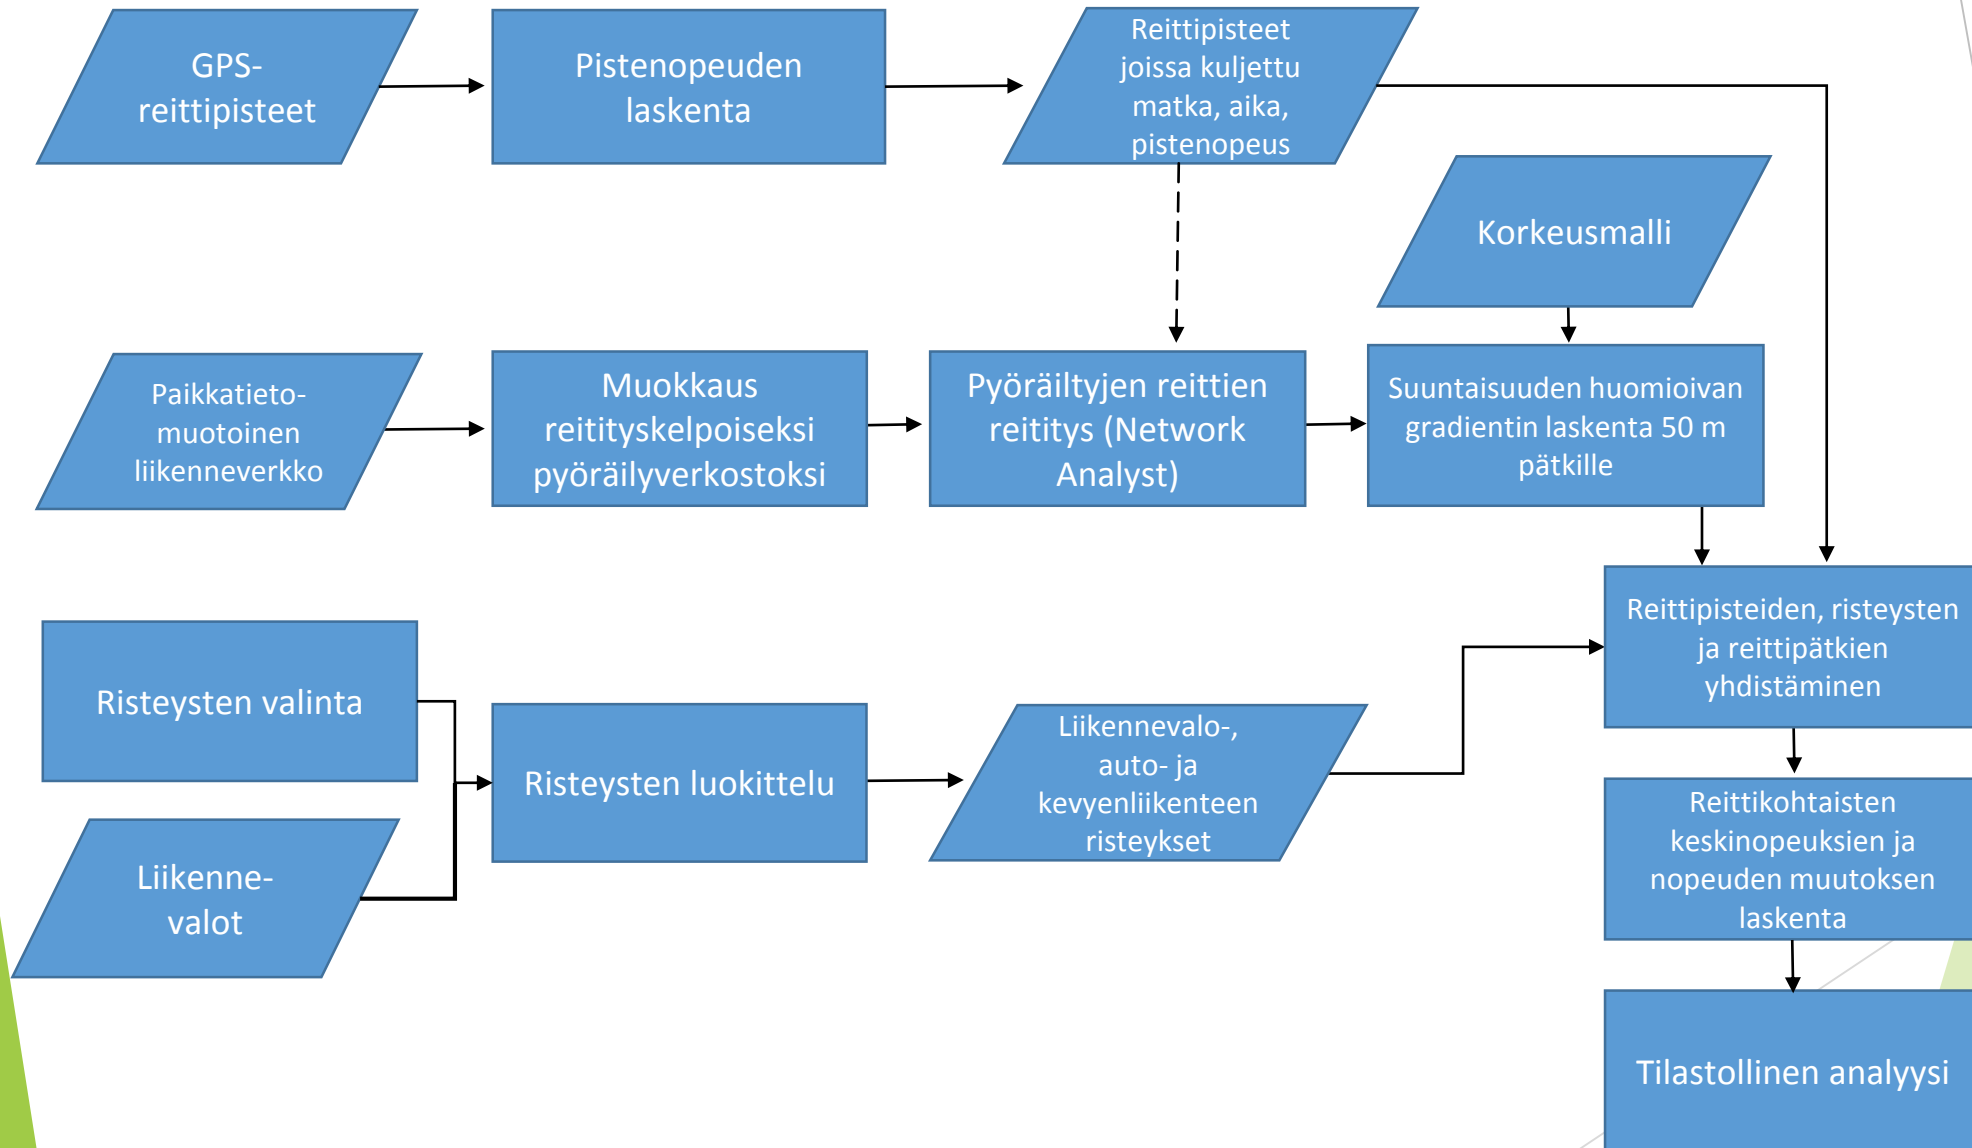 GPS-
reittipisteet
Pistenopeuden
laskenta
Reittipisteet
joissa kuljettu
matka, aika,
pistenopeus
Korkeusmalli
Paikkatieto-
muotoinen
liikenneverkko
Muokkaus
reitityskelpoiseksi
pyöräilyverkostoksi
Pyöräiltyjen reittien
reititys (Network
Analyst)
Suuntaisuuden huomioivan
gradientin laskenta 50 m
pätkille
Reittipisteiden, risteysten
ja reittipätkien
yhdistäminen
Risteysten valinta
Risteysten luokittelu
Liikennevalo-,
auto- ja
kevyenliikenteen
risteykset
Liikenne-
valot
Reittikohtaisten
keskinopeuksien ja
nopeuden muutoksen
laskenta
Tilastollinen analyysi